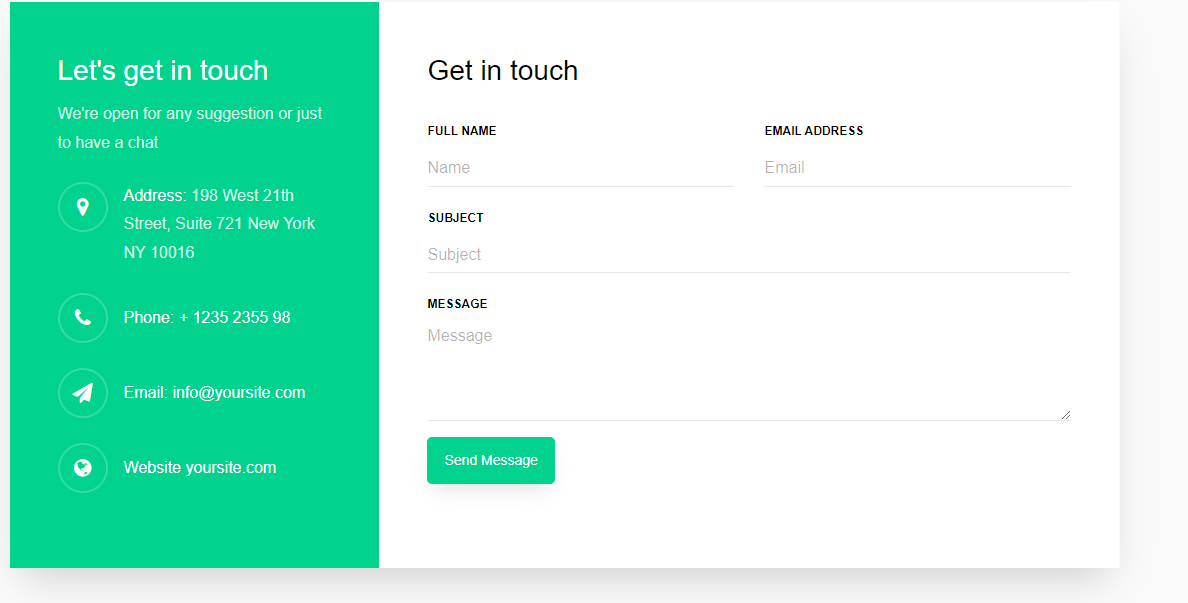 Let's get in touch
We're open for any suggestion or just
to have a chat
Address: 198 West 21th
Street, Suite 721 New York
NY 10016
Phone: + 1235 2355 98
Email: info@yoursite.com
Website yoursite.com
Get in touch
FULL NAME
Name
EMAIL ADDRESS
Email
SUBJECT
Subject
MESSAGE
Message
Send Message